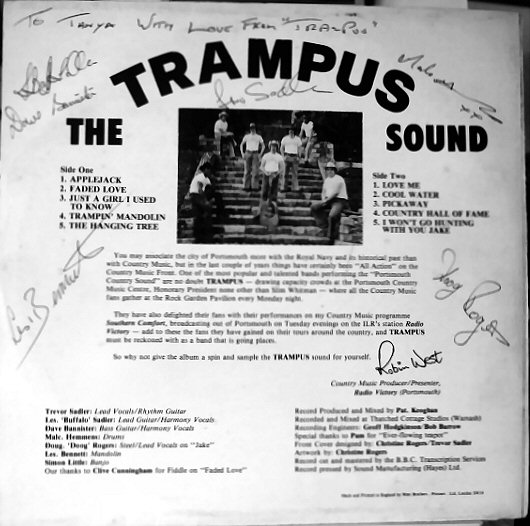 To Tanya With Love From "TRAMPUS"
TRAMPUS
THE SOUND
Side One
1. APPLEJACK
2. FADED LOVE
3. JUST A GIRL I USED
TO KNOW
4. TRAMPIN' MANDOLIN
5. THE HANGING TREE
Side Two
1. LOVE ME
2. COOL WATER
3. PICKAWAY
4. COUNTRY HALL OF FAME
5. I WON'T GO HUNTING
WITH YOU JAKE
Dave Bannister
Les Bennett
Doug Rogers
You may associate the city of Portsmouth more with the Royal Navy and its historical past than
with Country Music, but in the last couple of years things have certainly been "All Action" on the
Country Music Front. One of the most popular and talented bands performing the "Portsmouth
Country Sound" are no doubt TRAMPUS — drawing capacity crowds at the Portsmouth Country
Music Centre, Honorary President none other than Slim Whitman — where all the Country Music
fans gather at the Rock Garden Pavilion every Monday night.
They have also delighted their fans with their performances on my Country Music programme
Southern Comfort, broadcasting out of Portsmouth on Tuesday evenings on the ILR's station Radio
Victory — add to these the fans they have gained on their tours around the country, and TRAMPUS
must be reckoned with as a band that is going places.
So why not give the album a spin and sample the TRAMPUS sound for yourself.
Robin West
Country Music Producer/Presenter,
Radio Victory (Portsmouth)
Trevor Sadler: Lead Vocals/Rhythm Guitar
Les. 'Buffalo' Sadler: Lead Guitar/Harmony Vocals
Dave Bannister: Bass Guitar/Harmony Vocals
Malc. Hemmens: Drums
Doug. 'Doog' Rogers: Steel/Lead Vocals on "Jake"
Les. Bennett: Mandolin
Simon Little: Banjo
Our thanks to Clive Cunningham for Fiddle on "Faded Love"
Record Produced and Mixed by Pat. Keoghan
Recorded and Mixed at Thatched Cottage Studios (Warsash)
Recording Engineers: Geoff Hodgkinson/Bob Barrow
Special thanks to Pam for "Ever-flowing teapot"
Front Cover designed by: Christine Rogers/Trevor Sadler
Artwork by: Christine Rogers
Record cut and mastered by the B.B.C. Transcription Services
Record pressed by Sound Manufacturing (Hayes) Ltd.